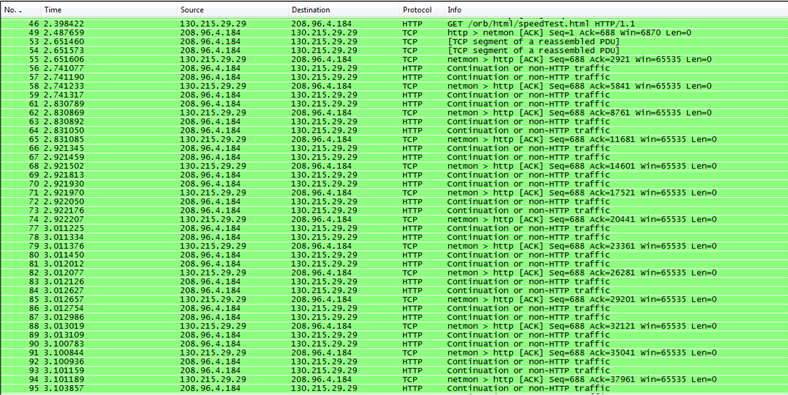 No. . Time Source Destination Protocol Info
46 2.398422 130.215.29.29 208.96.4.184 HTTP GET /orb/html/speedTest.html HTTP/1.1
49 2.487659 208.96.4.184 130.215.29.29 TCP http > netmon [ACK] Seq=1 Ack=688 Win=6870 Len=0
53 2.651460 208.96.4.184 130.215.29.29 TCP [TCP segment of a reassembled PDU]
54 2.651573 208.96.4.184 130.215.29.29 TCP [TCP segment of a reassembled PDU]
55 2.651606 130.215.29.29 208.96.4.184 TCP netmon > http [ACK] Seq=688 Ack=2921 Win=65535 Len=0
56 2.741077 208.96.4.184 130.215.29.29 HTTP Continuation or non-HTTP traffic
57 2.741190 208.96.4.184 130.215.29.29 HTTP Continuation or non-HTTP traffic
58 2.741233 130.215.29.29 208.96.4.184 TCP netmon > http [ACK] Seq=688 Ack=5841 Win=65535 Len=0
59 2.741317 208.96.4.184 130.215.29.29 HTTP Continuation or non-HTTP traffic
61 2.830789 208.96.4.184 130.215.29.29 HTTP Continuation or non-HTTP traffic
62 2.830869 130.215.29.29 208.96.4.184 TCP netmon > http [ACK] Seq=688 Ack=8761 Win=65535 Len=0
63 2.830892 208.96.4.184 130.215.29.29 HTTP Continuation or non-HTTP traffic
64 2.831050 208.96.4.184 130.215.29.29 HTTP Continuation or non-HTTP traffic
65 2.831085 130.215.29.29 208.96.4.184 TCP netmon > http [ACK] Seq=688 Ack=11681 Win=65535 Len=0
66 2.921345 208.96.4.184 130.215.29.29 HTTP Continuation or non-HTTP traffic
67 2.921459 208.96.4.184 130.215.29.29 HTTP Continuation or non-HTTP traffic
68 2.921502 130.215.29.29 208.96.4.184 TCP netmon > http [ACK] Seq=688 Ack=14601 Win=65535 Len=0
69 2.921813 208.96.4.184 130.215.29.29 HTTP Continuation or non-HTTP traffic
70 2.921930 208.96.4.184 130.215.29.29 HTTP Continuation or non-HTTP traffic
71 2.921970 130.215.29.29 208.96.4.184 TCP netmon > http [ACK] Seq=688 Ack=17521 Win=65535 Len=0
72 2.922050 208.96.4.184 130.215.29.29 HTTP Continuation or non-HTTP traffic
73 2.922176 208.96.4.184 130.215.29.29 HTTP Continuation or non-HTTP traffic
74 2.922207 130.215.29.29 208.96.4.184 TCP netmon > http [ACK] Seq=688 Ack=20441 Win=65535 Len=0
77 3.011225 208.96.4.184 130.215.29.29 HTTP Continuation or non-HTTP traffic
78 3.011334 208.96.4.184 130.215.29.29 HTTP Continuation or non-HTTP traffic
79 3.011376 130.215.29.29 208.96.4.184 TCP netmon > http [ACK] Seq=688 Ack=23361 Win=65535 Len=0
80 3.011450 208.96.4.184 130.215.29.29 HTTP Continuation or non-HTTP traffic
81 3.012012 208.96.4.184 130.215.29.29 HTTP Continuation or non-HTTP traffic
82 3.012077 130.215.29.29 208.96.4.184 TCP netmon > http [ACK] Seq=688 Ack=26281 Win=65535 Len=0
83 3.012126 208.96.4.184 130.215.29.29 HTTP Continuation or non-HTTP traffic
84 3.012627 208.96.4.184 130.215.29.29 HTTP Continuation or non-HTTP traffic
85 3.012657 130.215.29.29 208.96.4.184 TCP netmon > http [ACK] Seq=688 Ack=29201 Win=65535 Len=0
86 3.012754 208.96.4.184 130.215.29.29 HTTP Continuation or non-HTTP traffic
87 3.012986 208.96.4.184 130.215.29.29 HTTP Continuation or non-HTTP traffic
88 3.013019 130.215.29.29 208.96.4.184 TCP netmon > http [ACK] Seq=688 Ack=32121 Win=65535 Len=0
89 3.013109 208.96.4.184 130.215.29.29 HTTP Continuation or non-HTTP traffic
90 3.100783 208.96.4.184 130.215.29.29 HTTP Continuation or non-HTTP traffic
91 3.100844 130.215.29.29 208.96.4.184 TCP netmon > http [ACK] Seq=688 Ack=35041 Win=65535 Len=0
92 3.100936 208.96.4.184 130.215.29.29 HTTP Continuation or non-HTTP traffic
93 3.101159 208.96.4.184 130.215.29.29 HTTP Continuation or non-HTTP traffic
94 3.101189 130.215.29.29 208.96.4.184 TCP netmon > http [ACK] Seq=688 Ack=37961 Win=65535 Len=0
95 3.103857 208.96.4.184 130.215.29.29 HTTP Continuation or non-HTTP traffic